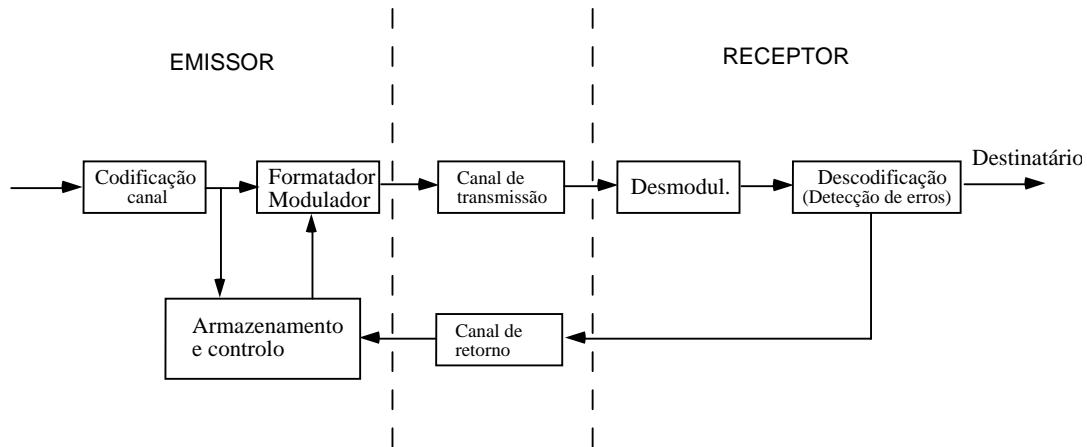 EMISSOR
RECEPTOR
Codificação
canal
Formatador
Modulador
Canal de
transmissão
Desmodul.
Descodificação
(Detecção de erros)
Destinatário
Armazenamento
e controlo
Canal de
retorno